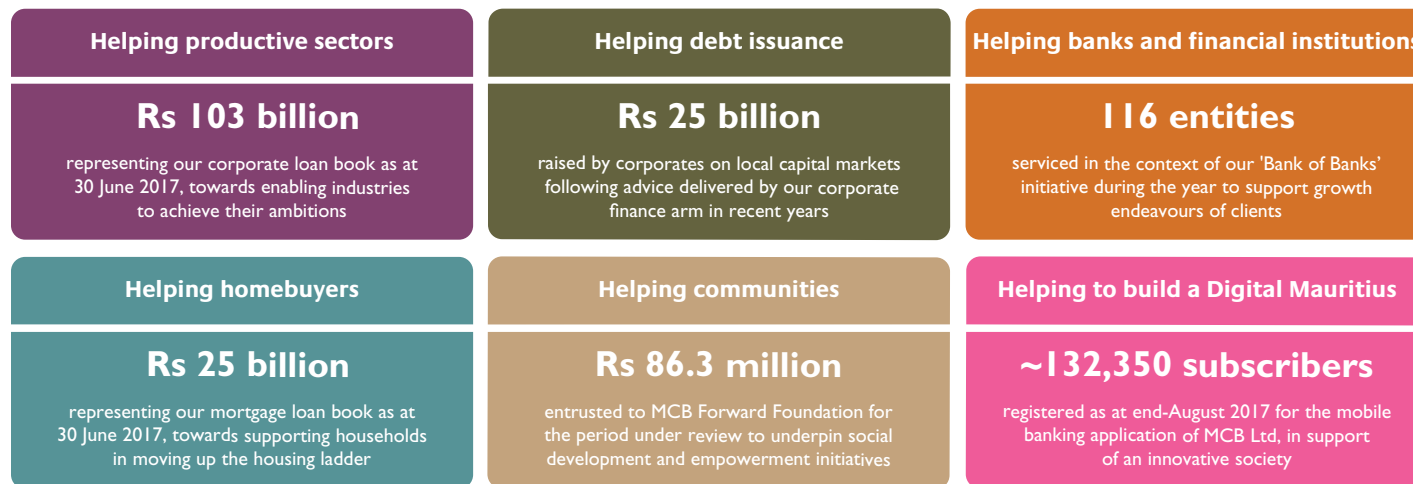 Helping productive sectors
Rs 103 billion
representing our corporate loan book as at
30 June 2017, towards enabling industries
to achieve their ambitions
Helping debt issuance
Rs 25 billion
raised by corporates on local capital markets
following advice delivered by our corporate
finance arm in recent years
Helping banks and financial institutions
116 entities
serviced in the context of our 'Bank of Banks’
initiative during the year to support growth
endeavours of clients
Helping homebuyers
Rs 25 billion
representing our mortgage loan book as at
30 June 2017, towards supporting households
in moving up the housing ladder
Helping communities
Rs 86.3 million
entrusted to MCB Forward Foundation for
the period under review to underpin social
development and empowerment initiatives
Helping to build a Digital Mauritius
~132,350 subscribers
registered as at end-August 2017 for the mobile
banking application of MCB Ltd, in support
of an innovative society